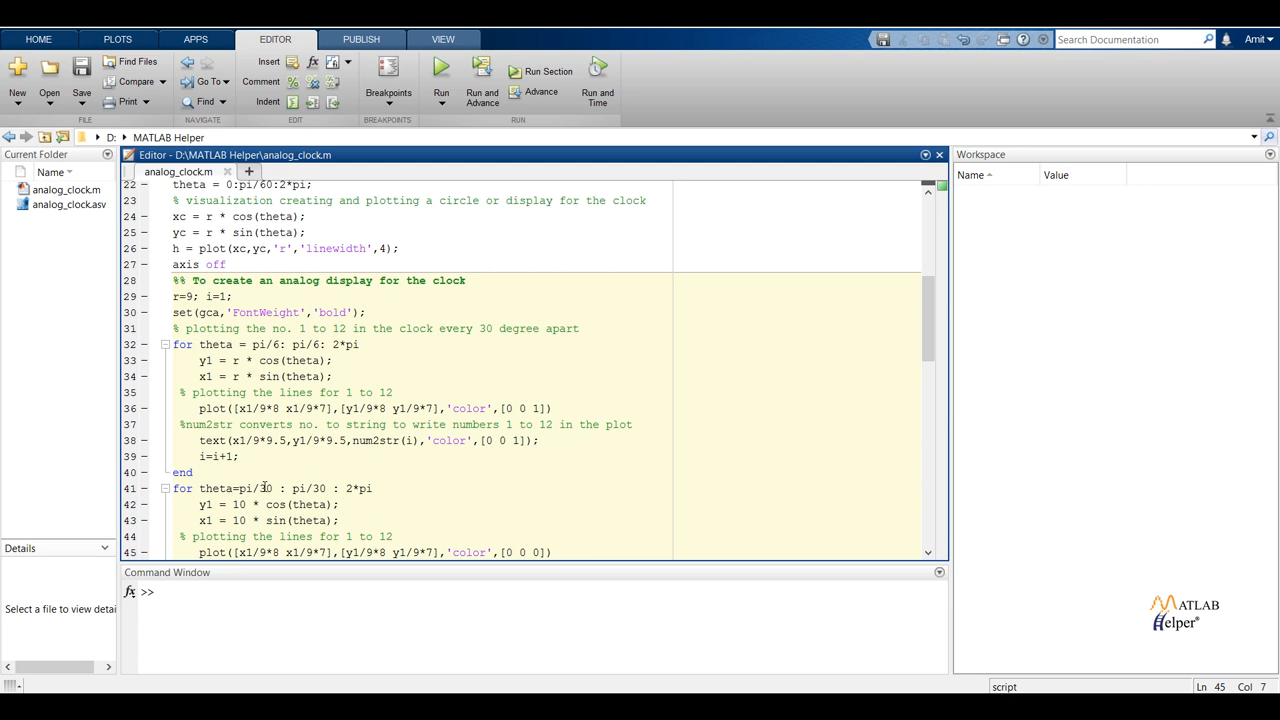 HOME PLOTS APPS EDITOR PUBLISH VIEW Search Documentation Amit
New Open Save Find Files Compare Print Go To Find Insert fx Comment Indent Breakpoints Run Run and Advance Run Section Advance Run and Time
FILE NAVIGATE EDIT BREAKPOINTS RUN
D: MATLAB Helper
Current Folder
Name
analog_clock.m
analog_clock.asv
Details
Select a file to view detai
Editor - D:\MATLAB Helper\analog_clock.m
analog_clock.m
22 theta = 0:pi/60:2*pi;
23 % visualization creating and plotting a circle or display for the clock
24 xc = r * cos(theta);
25 yc = r * sin(theta);
26 h = plot(xc,yc,'r','linewidth',4);
27 axis off
28 %% To create an analog display for the clock
29 r=9; i=1;
30 set(gca,'FontWeight','bold');
31 % plotting the no. 1 to 12 in the clock every 30 degree apart
32 for theta = pi/6: pi/6: 2*pi
33 y1 = r * cos(theta);
34 x1 = r * sin(theta);
35 % plotting the lines for 1 to 12
36 plot([x1/9*8 x1/9*7],[y1/9*8 y1/9*7],'color',[0 0 1])
37 %num2str converts no. to string to write numbers 1 to 12 in the plot
38 text(x1/9*9.5,y1/9*9.5,num2str(i),'color',[0 0 1]);
39 i=i+1;
40 end
41 for theta=pi/30 : pi/30 : 2*pi
42 y1 = 10 * cos(theta);
43 x1 = 10 * sin(theta);
44 % plotting the lines for 1 to 12
45 plot([x1/9*8 x1/9*7],[y1/9*8 y1/9*7],'color',[0 0 0])
Command Window
fx >>
Workspace
Name Value
MATLAB
Helper®
script Ln 45 Col 7